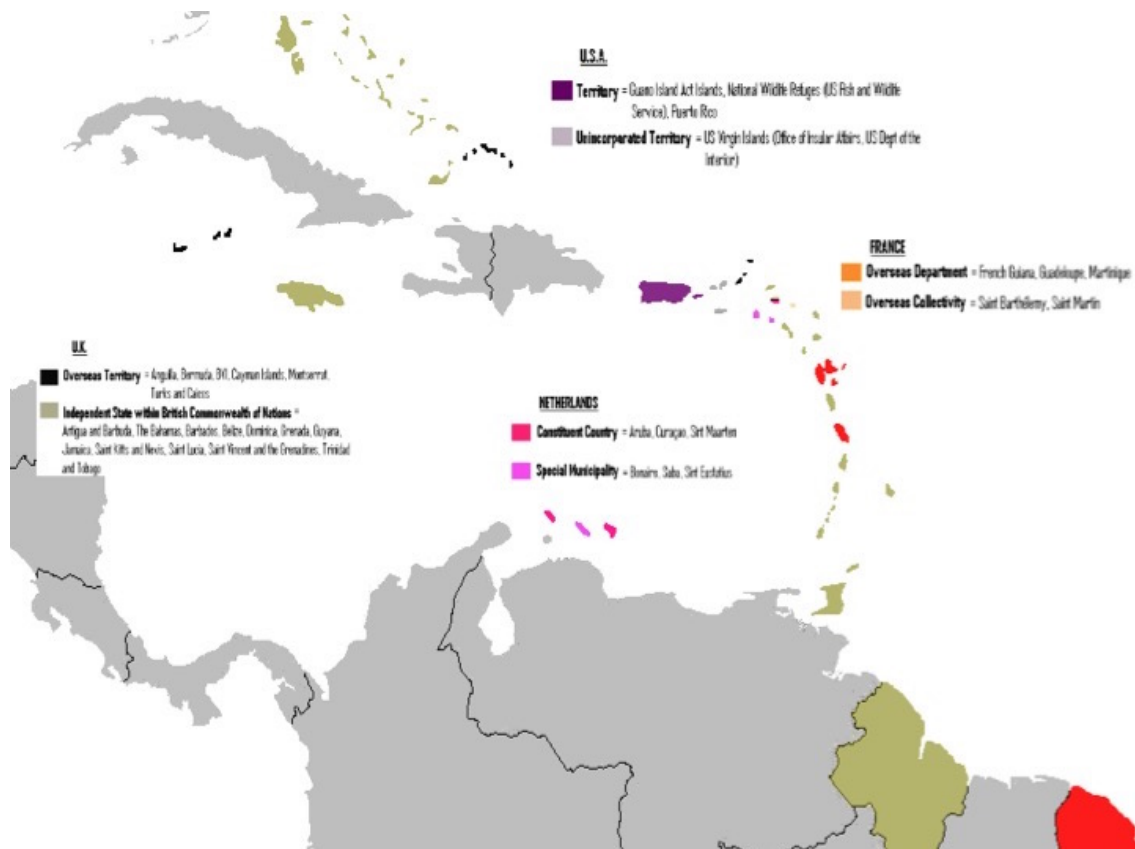 U.S.A.
Territory = Guano Island Act Islands, National Wildlife Refuges (US Fish and Wildlife
Service), Puerto Rico
Unincorporated Territory = US Virgin Islands (Office of Insular Affairs, US Dept of the
Interior)
FRANCE
Overseas Department = French Guiana, Guadeloupe, Martinique
Overseas Collectivity = Saint Barthélemy, Saint Martin
U.K.
Overseas Territory = Anguilla, Bermuda, BVI, Cayman Islands, Montserrat,
Turks and Caicos
Independent State within British Commonwealth of Nations =
Antigua and Barbuda, The Bahamas, Barbados, Belize, Dominica, Grenada, Guyana,
Jamaica, Saint Kitts and Nevis, Saint Lucia, Saint Vincent and the Grenadines, Trinidad
and Tobago
NETHERLANDS
Constituent Country = Aruba, Curaçao, Sint Maarten
Special Municipality = Bonaire, Saba, Sint Eustatius